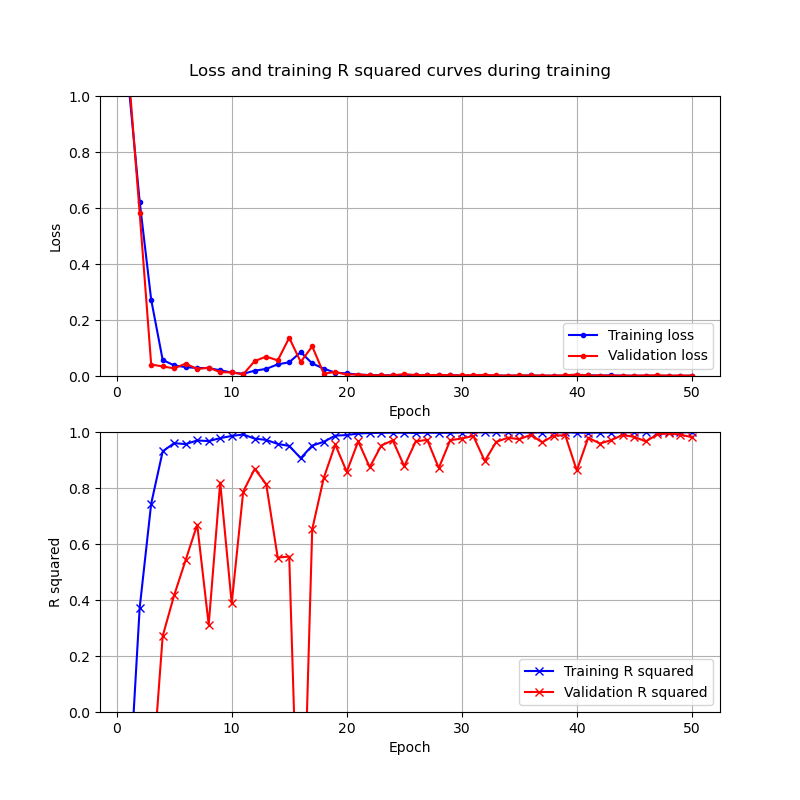 Loss and training R squared curves during training
1.0
0.8
0.6
0.4
0.2
0.0
Loss
Training loss
Validation loss
0 10 20 30 40 50
Epoch
1.0
0.8
0.6
0.4
0.2
0.0
R squared
Training R squared
Validation R squared
0 10 20 30 40 50
Epoch